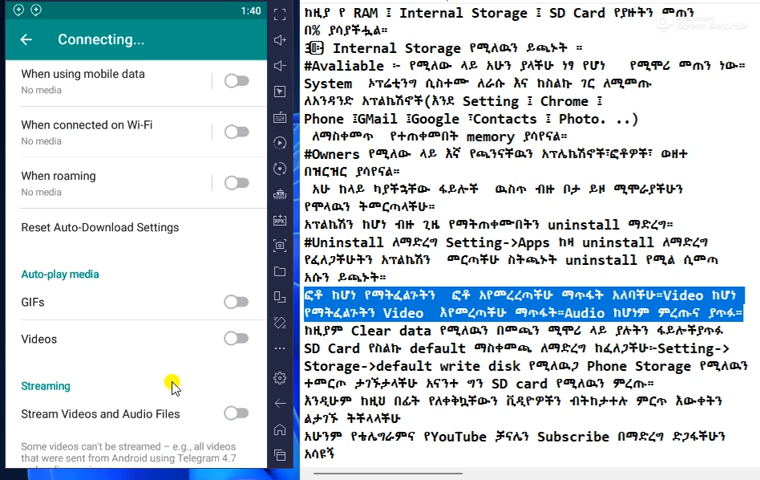 1:40
Connecting...
When using mobile data
No media
When connected on Wi-Fi
No media
When roaming
No media
Reset Auto-Download Settings
Auto-play media
GIFs
Videos
Streaming
Stream Videos and Audio Files
Some videos can't be streamed – e.g., all videos
that were sent from Android using Telegram 4.7
ከዚያ የ RAM ፤ Internal Storage ፤ SD Card የያዙትን መጠን
በ% ያሳያችኋል።
Internal Storage የሚለዉን ይጫኑት ።
#Avaliable ፦ የሚለው ላይ አሁን ያላችሁ ነፃ የሆነ የሚሞሪ መጠን ነው።
System ኦፕሬቲንግ ሲስተሙ ለራሱ እና ከስልኩ ገር ለሚመጡ
ለአንዳንድ አፕልኬሽኖች(እንደ Setting ፤ Chrome ፤
Phone ፤GMail ፤Google ፣Contacts ፤ Photo. ..)
ለማስቀመጥ የተጠቀመበት memory ያሳየናል።
#Owners የሚለው ላይ እኛ የጫንናቸዉን አፕሊኬሽኖች፣ፎቶዎች፣ ወዘተ
በዝርዝር ያሳየናል።
አሁ ከላይ ካያችኋቸው ፋይሎች ዉስጥ ብዙ ቦታ ይዞ ሚሞራያችሁን
የሞላዉን ትመርጣላችሁ።
አፕልኬሽን ከሆነ ብዙ ጊዜ የማትጠቀሙበትን uninstall ማድረግ።
#Uninstall ለማድረግ Setting->Apps ከዛ uninstall ለማድረግ
የፈለጋችሁትን አፕልኬሽን መርጣችሁ ስትጫኑት uninstall የሚል ሲመጣ
እሱን ይጫኑት።
ፎቶ ከሆነ የማትፈልጉትን ፎቶ እየመረረጣችሁ ማጥፋት አለባችሁ።Video ከሆነ
የማትፈልጉትን Video እየመረጣችሁ ማጥፋት።Audio ከሆነም ምረጡና ያጥፉ።
ከዚያም Clear data የሚለዉን በመጫን ሚሞሪ ላይ ያሉትን ፋይሎችያጥፉ
SD Card የስልኩ default ማስቀመጫ ለማድረግ ከፈለጋችሁ፦Setting->
Storage->default write disk የሚለዉጋ Phone Storage የሚለዉን
ተመርጦ ታገኙታላችሁ እናንተ ግን SD card የሚለዉን ምረጡ።
እንዲሁም ከዚህ በፊት የለቀቅኳቸውን ቪዲዮዎችን ብትከታተሉ ምርጥ እውቀትን
ልታገኙ ትችላላችሁ
አሁንም የቴሌግራምና የYouTube ቻናሌን Subscribe በማድረግ ድጋፋችሁን
አሳዩኝ